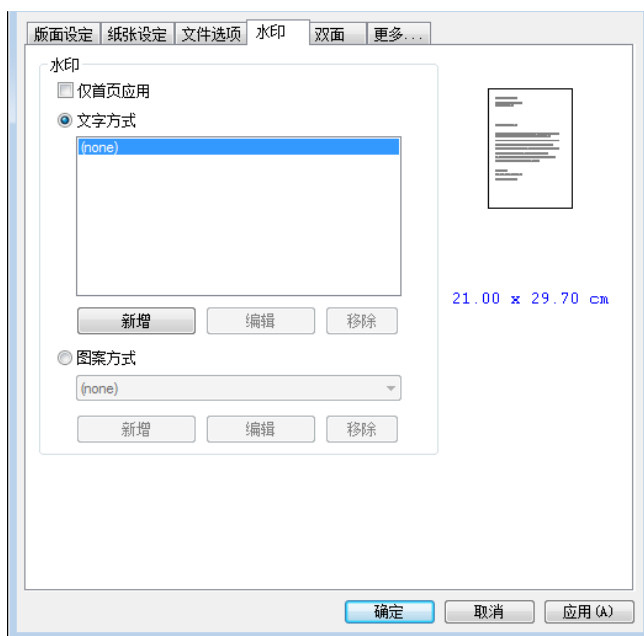 版面设定 纸张设定 文件选项 水印 双面 更多...
水印
仅首页应用
文字方式
(none)
新增 编辑 移除
21.00 x 29.70 cm
图案方式
(none)
新增 编辑 移除
确定 取消 应用(A)